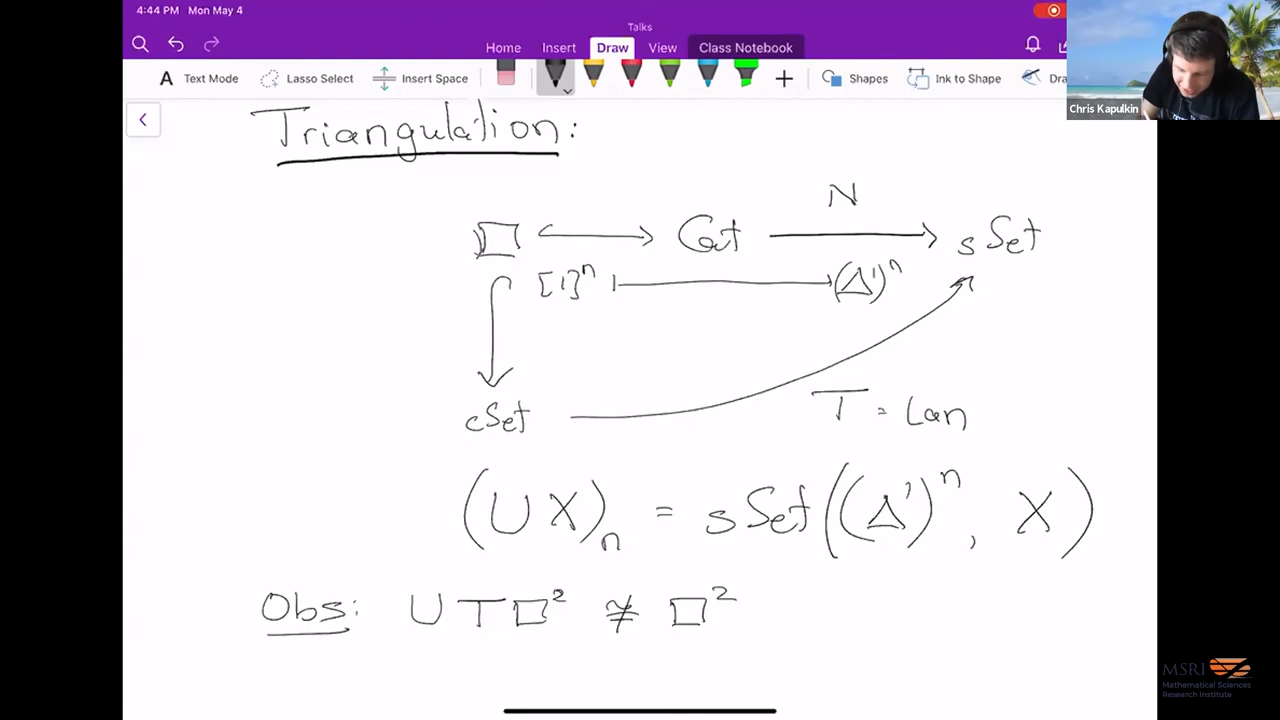 4:44 PM Mon May 4
Talks
Home Insert Draw View Class Notebook
Text Mode Lasso Select Insert Space Shapes Ink to Shape Dra
Chris Kapulkin
Triangulation:
N
□ ↔ Cat → sSet
[1]ⁿ ↦ (Δ¹)ⁿ
cSet
T = Lan
(UX)ₙ = sSet((Δ¹)ⁿ, X)
Obs: UT□² ≇ □²
MSRI
Mathematical Sciences
Research Institute